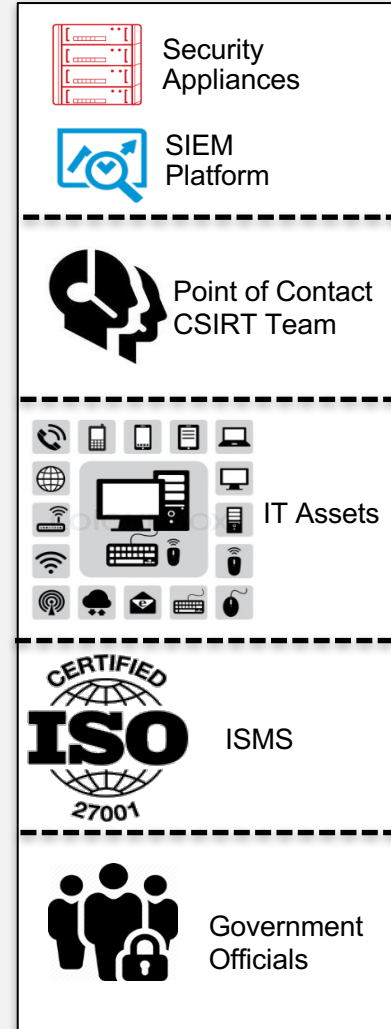 Security
Appliances
SIEM
Platform
Point of Contact
CSIRT Team
IT Assets
CERTIFIED
ISO
27001
ISMS
Government
Officials